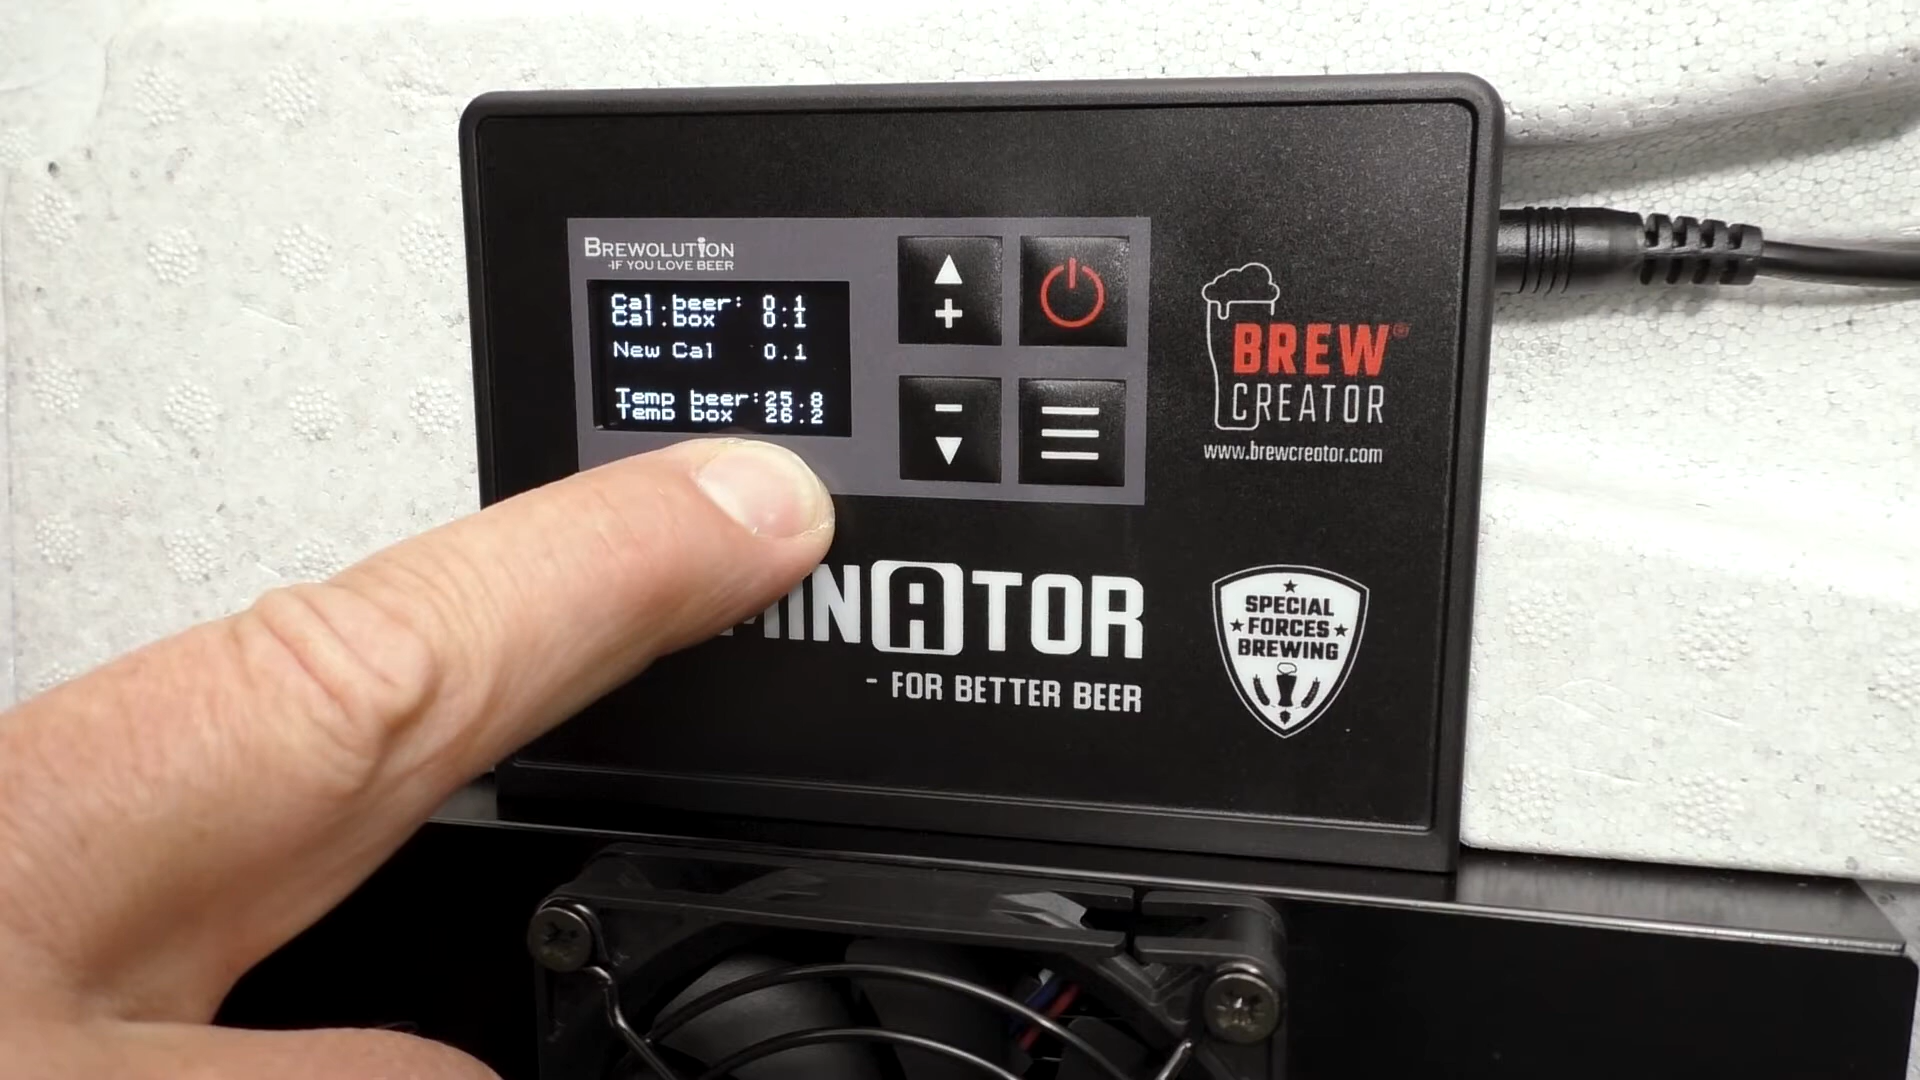 BREWOLUTION
-IF YOU LOVE BEER
Cal.beer: 0.1
Cal.box 0.1
New Cal 0.1
Temp beer:25.8
Temp box 26.2
BREW®
CREATOR
www.brewcreator.com
MINATOR
- FOR BETTER BEER
SPECIAL
FORCES
BREWING